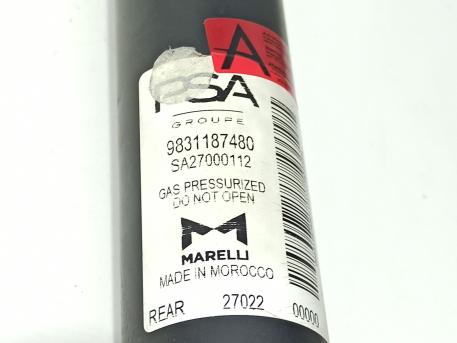 A
PSA
GROUPE
9831187480
SA27000112
GAS PRESSURIZED
DO NOT OPEN
MARELLI
MADE IN MOROCCO
REAR 27022 00000